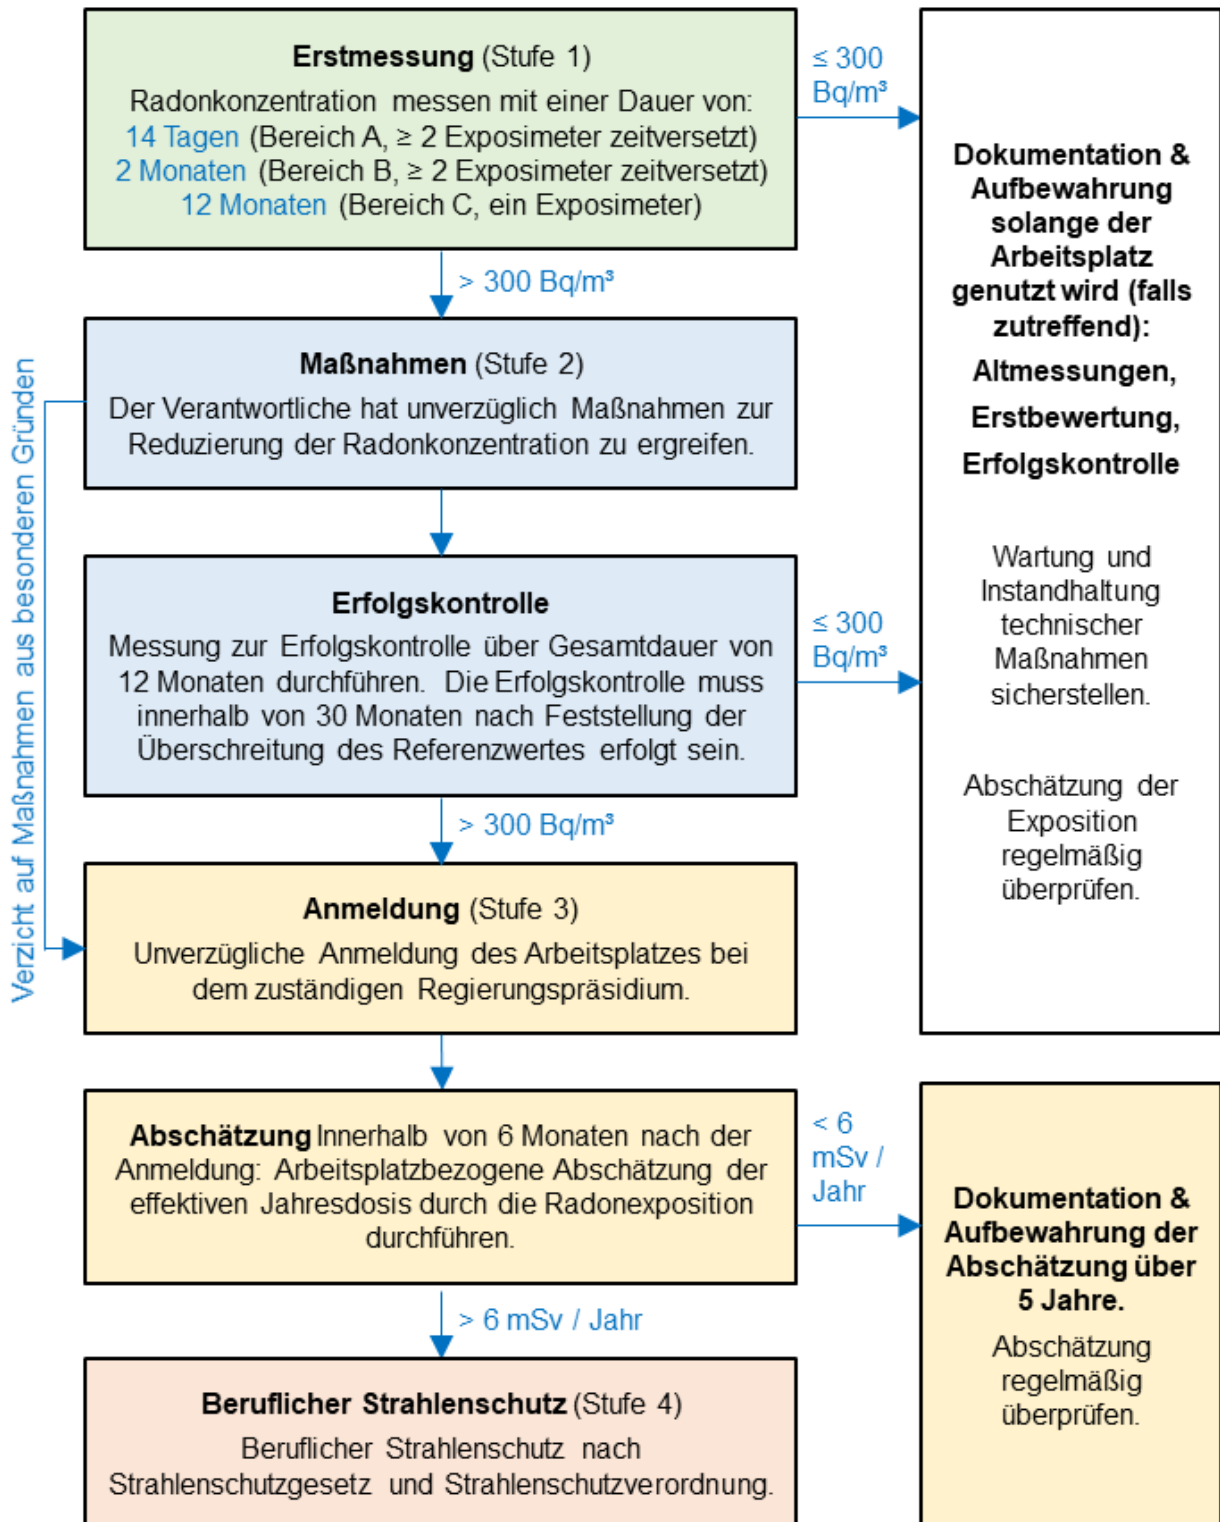 Erstmessung (Stufe 1)
Radonkonzentration messen mit einer Dauer von:
14 Tagen (Bereich A, ≥ 2 Exposimeter zeitversetzt)
2 Monaten (Bereich B, ≥ 2 Exposimeter zeitversetzt)
12 Monaten (Bereich C, ein Exposimeter)
≤ 300
Bq/m³
> 300 Bq/m³
Maßnahmen (Stufe 2)
Der Verantwortliche hat unverzüglich Maßnahmen zur
Reduzierung der Radonkonzentration zu ergreifen.
Verzicht auf Maßnahmen aus besonderen Gründen
Erfolgskontrolle
Messung zur Erfolgskontrolle über Gesamtdauer von
12 Monaten durchführen. Die Erfolgskontrolle muss
innerhalb von 30 Monaten nach Feststellung der
Überschreitung des Referenzwertes erfolgt sein.
≤ 300
Bq/m³
> 300 Bq/m³
Dokumentation &
Aufbewahrung
solange der
Arbeitsplatz
genutzt wird (falls
zutreffend):
Altmessungen,
Erstbewertung,
Erfolgskontrolle
Wartung und
Instandhaltung
technischer
Maßnahmen
sicherstellen.
Abschätzung der
Exposition
regelmäßig
überprüfen.
Anmeldung (Stufe 3)
Unverzügliche Anmeldung des Arbeitsplatzes bei
dem zuständigen Regierungspräsidium.
Abschätzung Innerhalb von 6 Monaten nach der
Anmeldung: Arbeitsplatzbezogene Abschätzung der
effektiven Jahresdosis durch die Radonexposition
durchführen.
< 6
mSv /
Jahr
> 6 mSv / Jahr
Dokumentation &
Aufbewahrung der
Abschätzung über
5 Jahre.
Abschätzung
regelmäßig
überprüfen.
Beruflicher Strahlenschutz (Stufe 4)
Beruflicher Strahlenschutz nach
Strahlenschutzgesetz und Strahlenschutzverordnung.